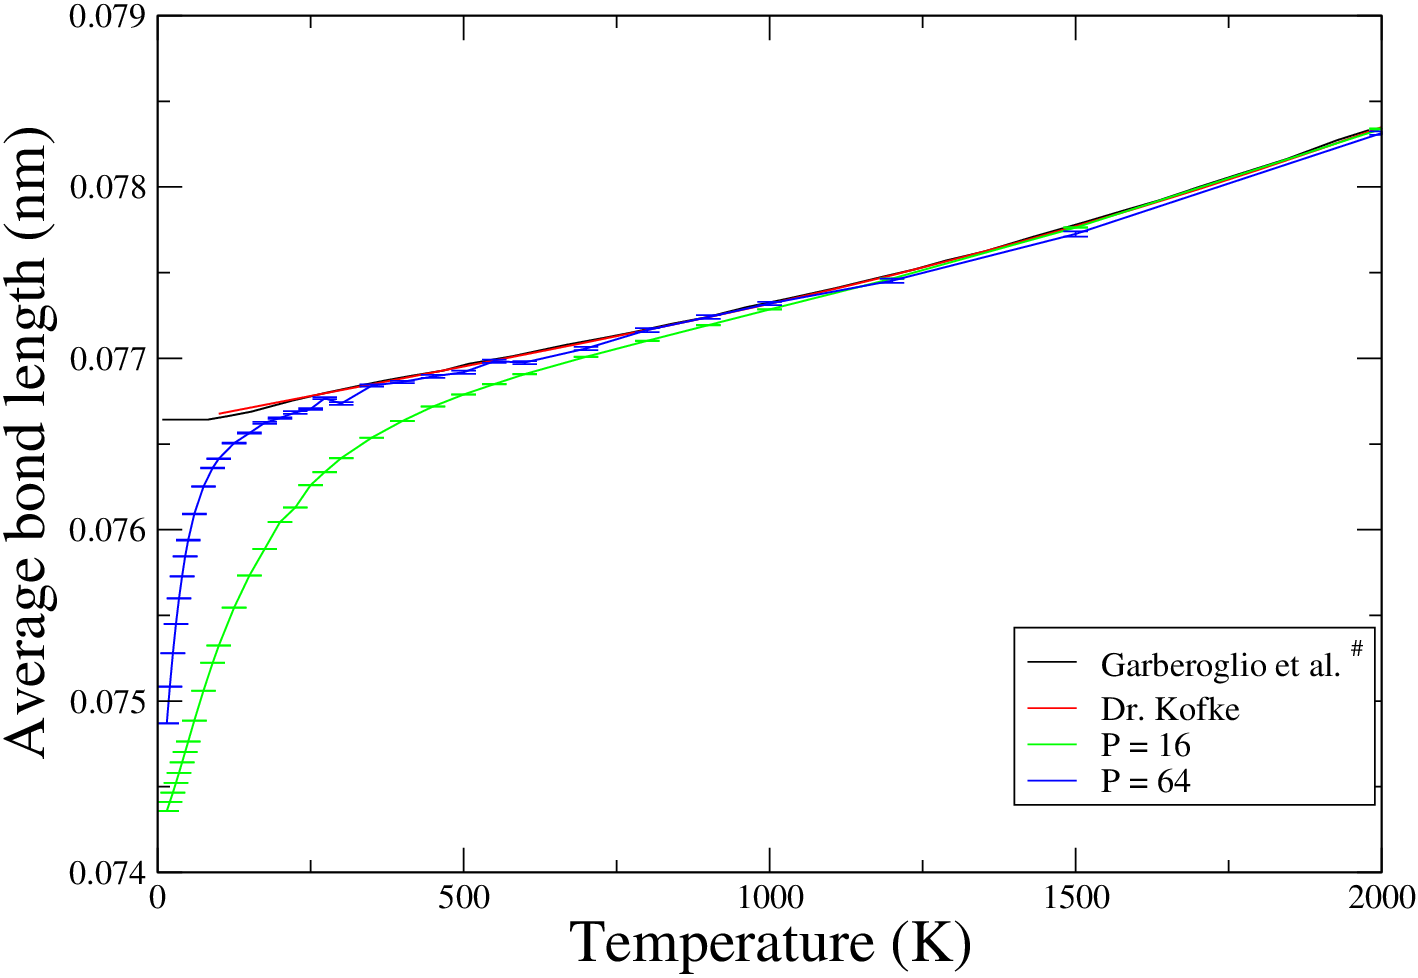 0.079
0.078
0.077
0.076
0.075
0.074
Average bond length (nm)
0
500
1000
1500
2000
Temperature (K)
Garberoglio et al. #
Dr. Kofke
P = 16
P = 64